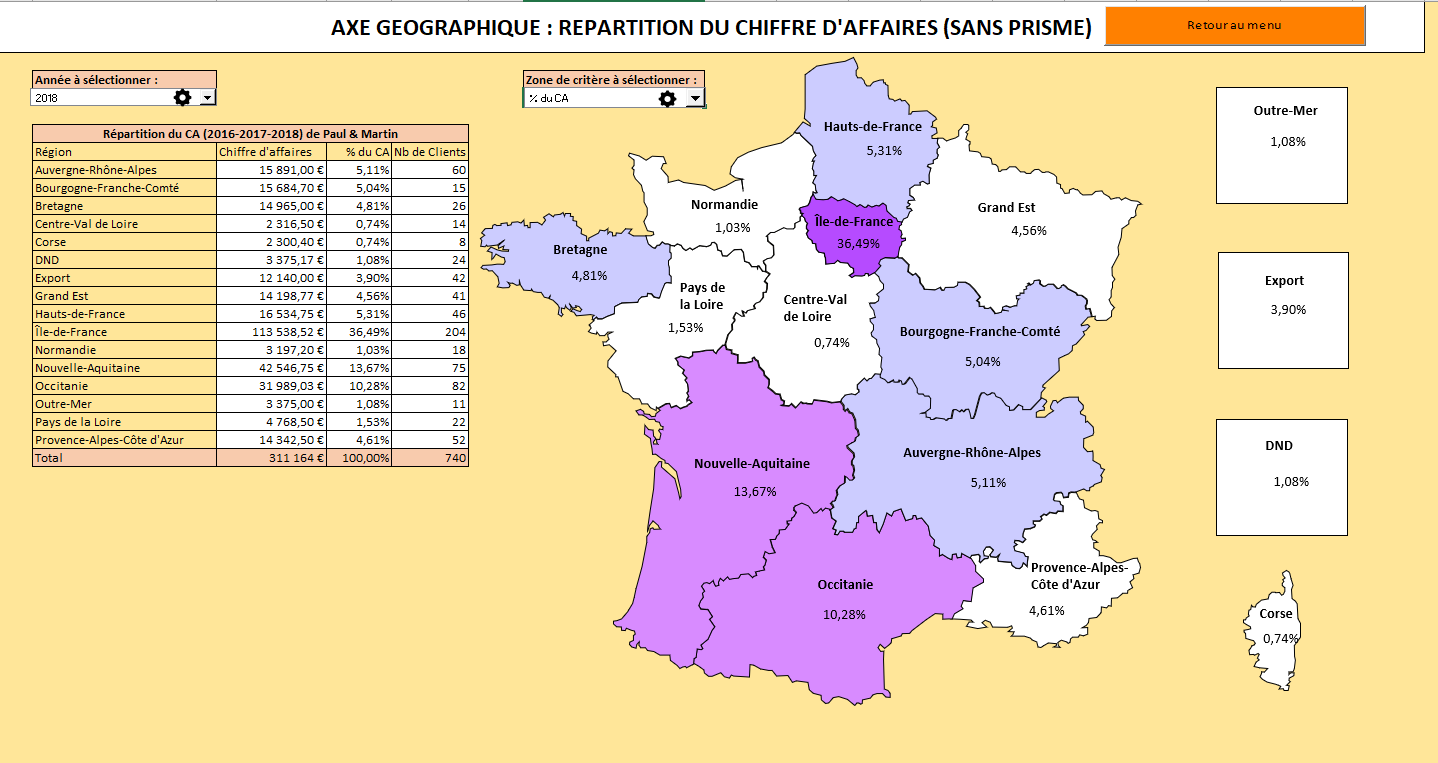 AXE GEOGRAPHIQUE : REPARTITION DU CHIFFRE D'AFFAIRES (SANS PRISME)
Retour au menu
Année à sélectionner :
2018
Zone de critère à sélectionner :
% du CA
Répartition du CA (2016-2017-2018) de Paul & Martin
Région Chiffre d'affaires % du CA Nb de Clients
Auvergne-Rhône-Alpes 15 891,00 € 5,11% 60
Bourgogne-Franche-Comté 15 684,70 € 5,04% 15
Bretagne 14 965,00 € 4,81% 26
Centre-Val de Loire 2 316,50 € 0,74% 14
Corse 2 300,40 € 0,74% 8
DND 3 375,17 € 1,08% 24
Export 12 140,00 € 3,90% 42
Grand Est 14 198,77 € 4,56% 41
Hauts-de-France 16 534,75 € 5,31% 46
Île-de-France 113 538,52 € 36,49% 204
Normandie 3 197,20 € 1,03% 18
Nouvelle-Aquitaine 42 546,75 € 13,67% 75
Occitanie 31 989,03 € 10,28% 82
Outre-Mer 3 375,00 € 1,08% 11
Pays de la Loire 4 768,50 € 1,53% 22
Provence-Alpes-Côte d'Azur 14 342,50 € 4,61% 52
Total 311 164 € 100,00% 740
Hauts-de-France
5,31%
Normandie
1,03%
Île-de-France
36,49%
Grand Est
4,56%
Bretagne
4,81%
Pays de
la Loire
1,53%
Centre-Val
de Loire
0,74%
Bourgogne-Franche-Comté
5,04%
Nouvelle-Aquitaine
13,67%
Auvergne-Rhône-Alpes
5,11%
Occitanie
10,28%
Provence-Alpes-
Côte d'Azur
4,61%
Outre-Mer
1,08%
Export
3,90%
DND
1,08%
Corse
0,74%